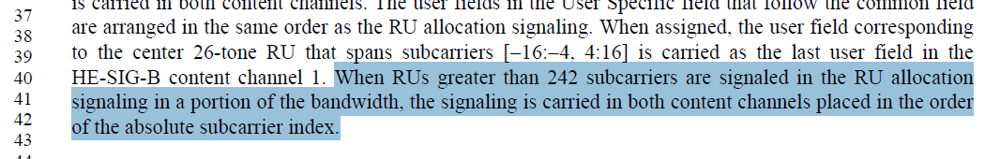 37 is carried in both content channels. The user fields in the User Specific field that follow the common field
38 are arranged in the same order as the RU allocation signaling. When assigned, the user field corresponding
39 to the center 26-tone RU that spans subcarriers [–16:–4, 4:16] is carried as the last user field in the
40 HE-SIG-B content channel 1. When RUs greater than 242 subcarriers are signaled in the RU allocation
41 signaling in a portion of the bandwidth, the signaling is carried in both content channels placed in the order
42 of the absolute subcarrier index.
43